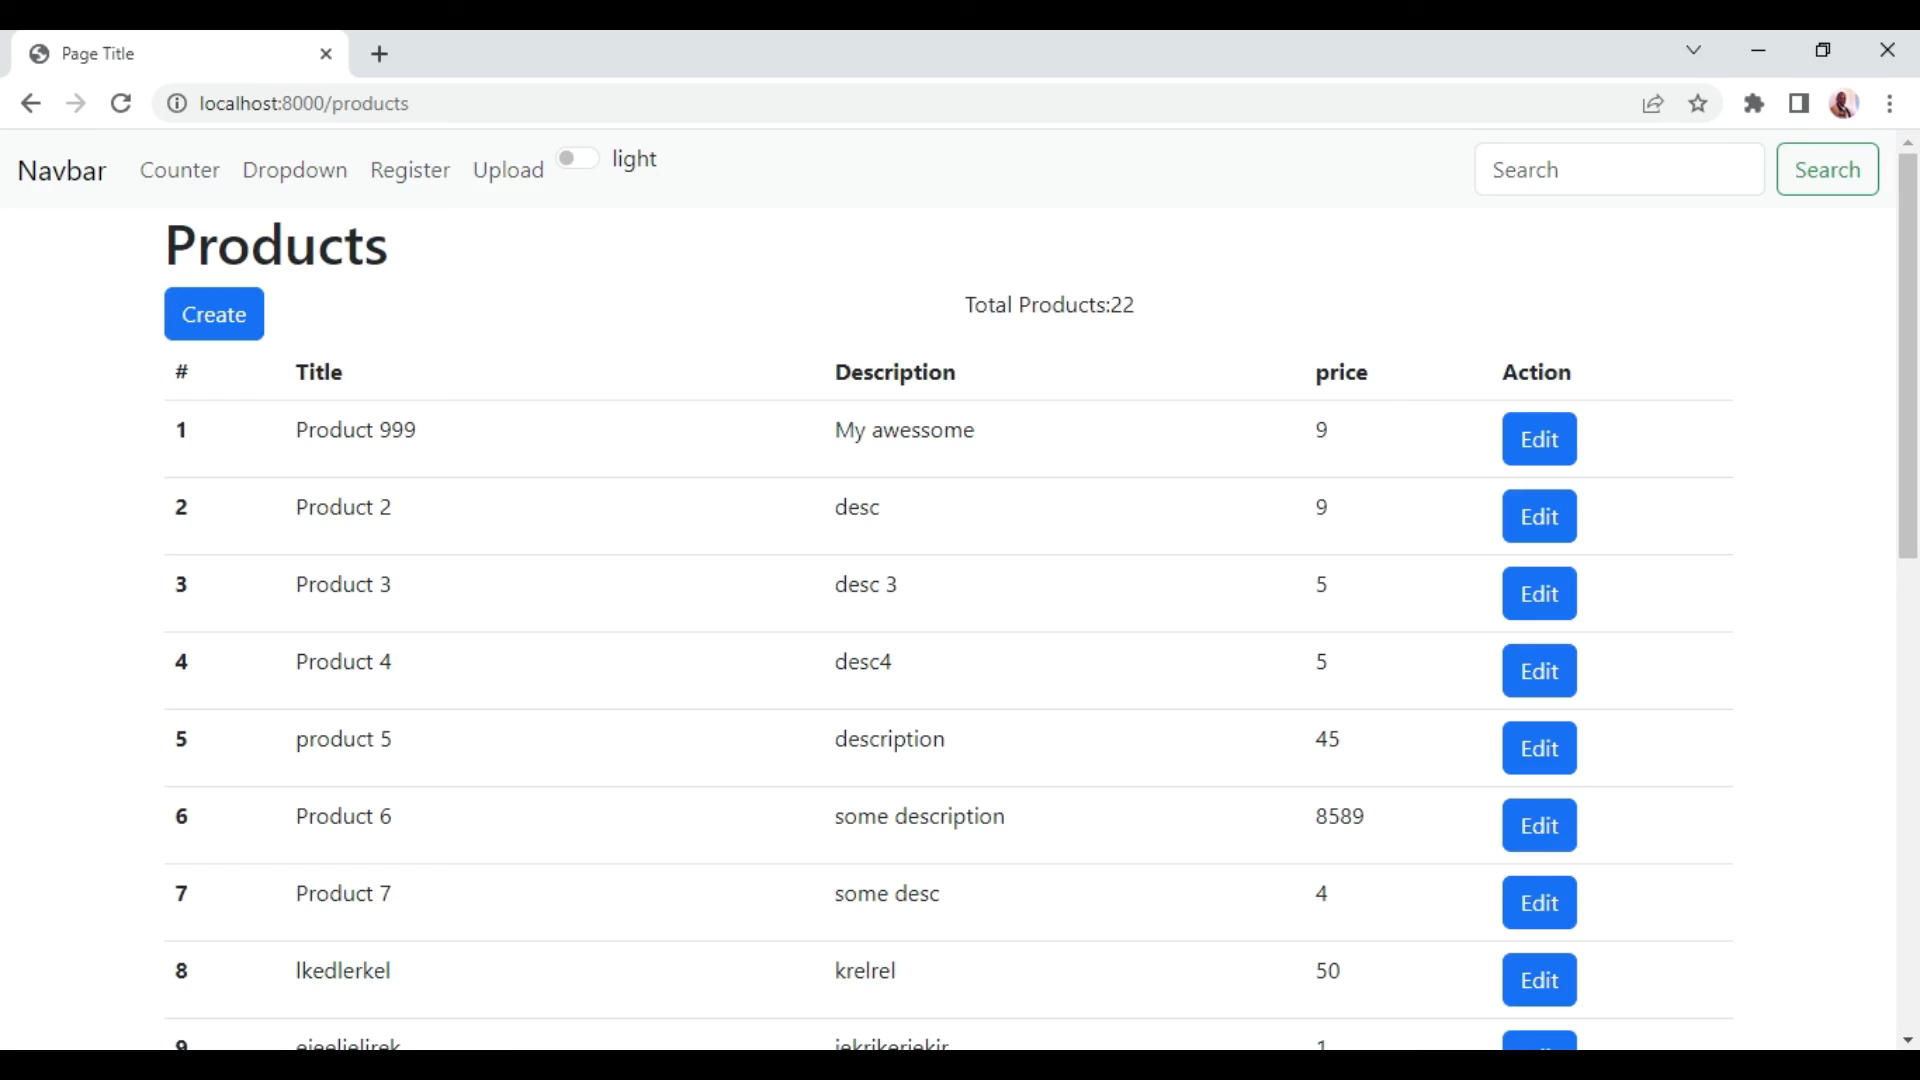 Page Title
localhost:8000/products
Navbar Counter Dropdown Register Upload light Search Search
Products
Create Total Products:22
# Title Description price Action
1 Product 999 My awessome 9 Edit
2 Product 2 desc 9 Edit
3 Product 3 desc 3 5 Edit
4 Product 4 desc4 5 Edit
5 product 5 description 45 Edit
6 Product 6 some description 8589 Edit
7 Product 7 some desc 4 Edit
8 lkedlerkel krelrel 50 Edit
9 1